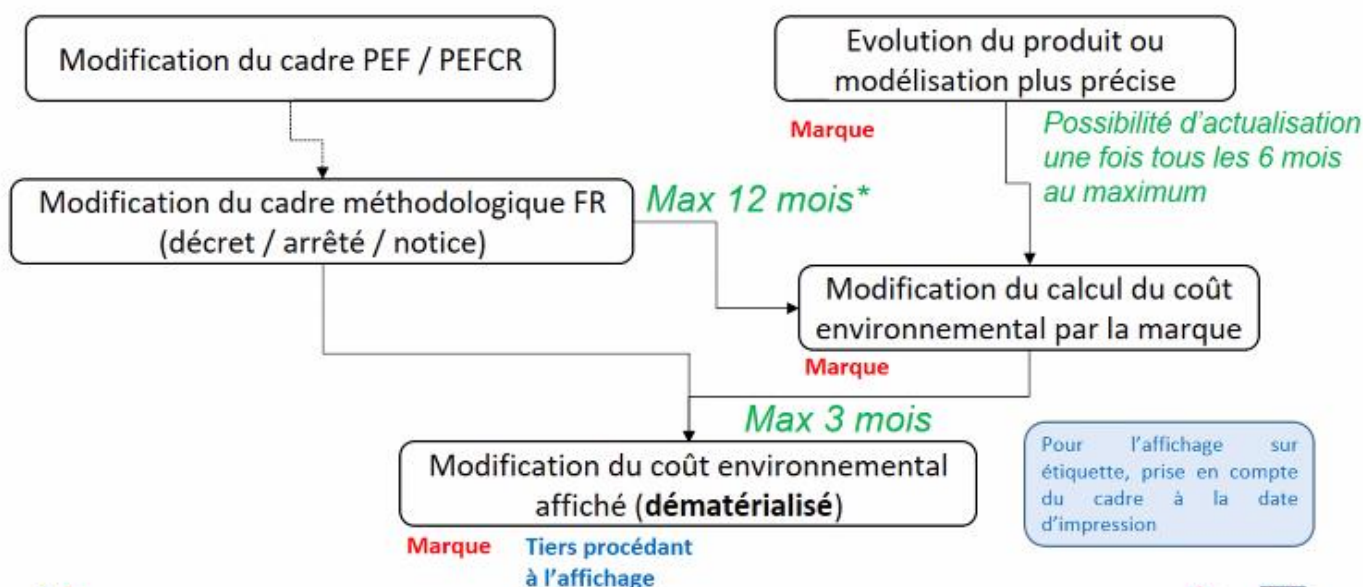 Modification du cadre PEF / PEFCR
Evolution du produit ou
modélisation plus précise
Marque
Possibilité d'actualisation
une fois tous les 6 mois
au maximum
Modification du cadre méthodologique FR
(décret / arrêté / notice)
Max 12 mois*
Modification du calcul du coût
environnemental par la marque
Marque
Max 3 mois
Modification du coût environnemental
affiché (dématérialisé)
Marque
Tiers procédant
à l'affichage
Pour l'affichage sur
étiquette, prise en compte
du cadre à la date
d'impression